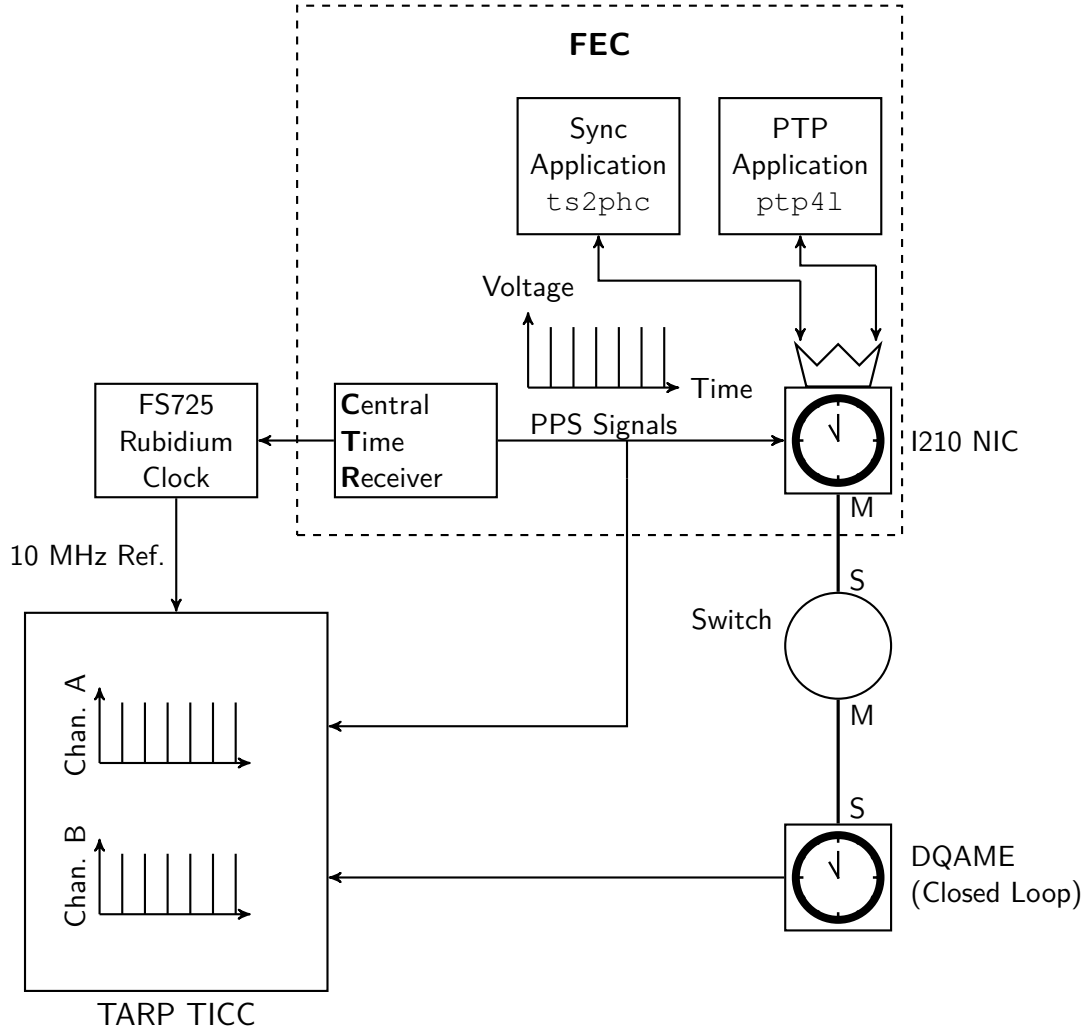 FEC
Sync
Application
ts2phc
PTP
Application
ptp4l
Voltage
Time
PPS Signals
FS725
Rubidium
Clock
Central
Time
Receiver
I210 NIC
M
10 MHz Ref.
S
Switch
M
Chan. A
S
Chan. B
DQAME
(Closed Loop)
TARP TICC